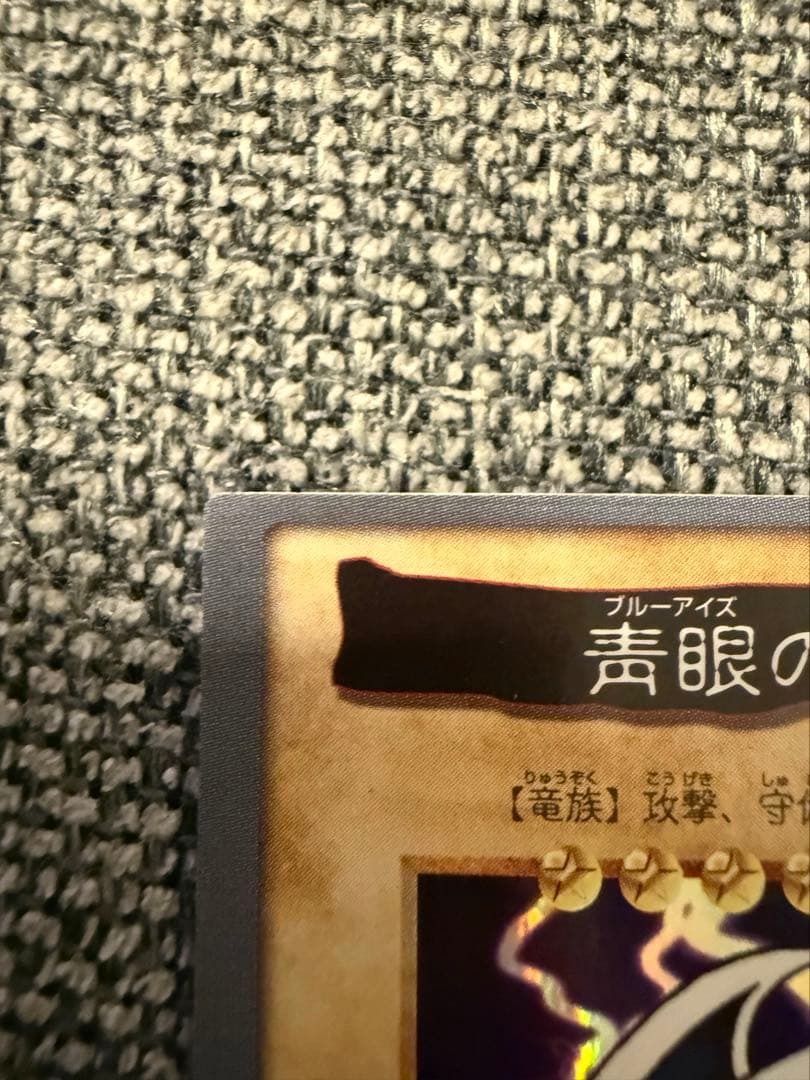 ブルーアイズ
青眼の
りゅうぞく こうげき しゅ
【竜族】攻撃、守